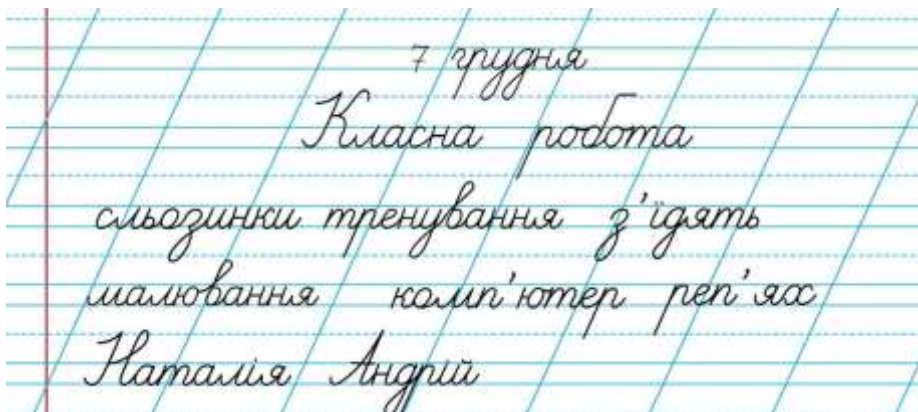 7 грудня
Класна робота
сльозинки тренування з'їдять
малювання комп'ютер реп'ях
Наталія Андрій